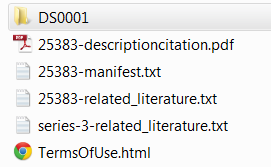 DS0001
25383-descriptioncitation.pdf
25383-manifest.txt
25383-related_literature.txt
series-3-related_literature.txt
TermsOfUse.html